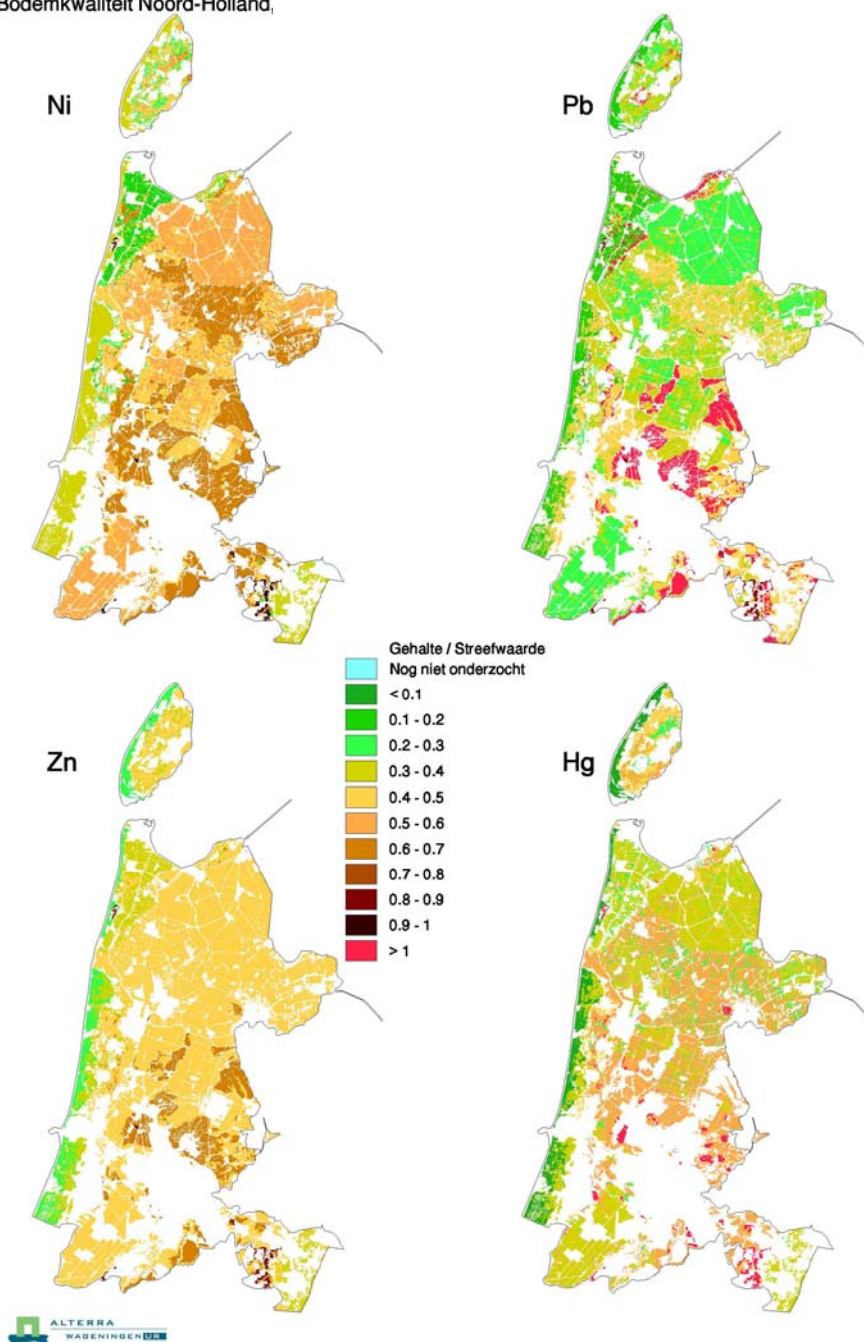 Bodemkwaliteit Noord-Holland,
Ni
Pb
Gehalte / Streefwaarde
Nog niet onderzocht
< 0.1
0.1 - 0.2
0.2 - 0.3
0.3 - 0.4
0.4 - 0.5
0.5 - 0.6
0.6 - 0.7
0.7 - 0.8
0.8 - 0.9
0.9 - 1
> 1
Zn
Hg
ALTERRA
WAGENINGEN UR